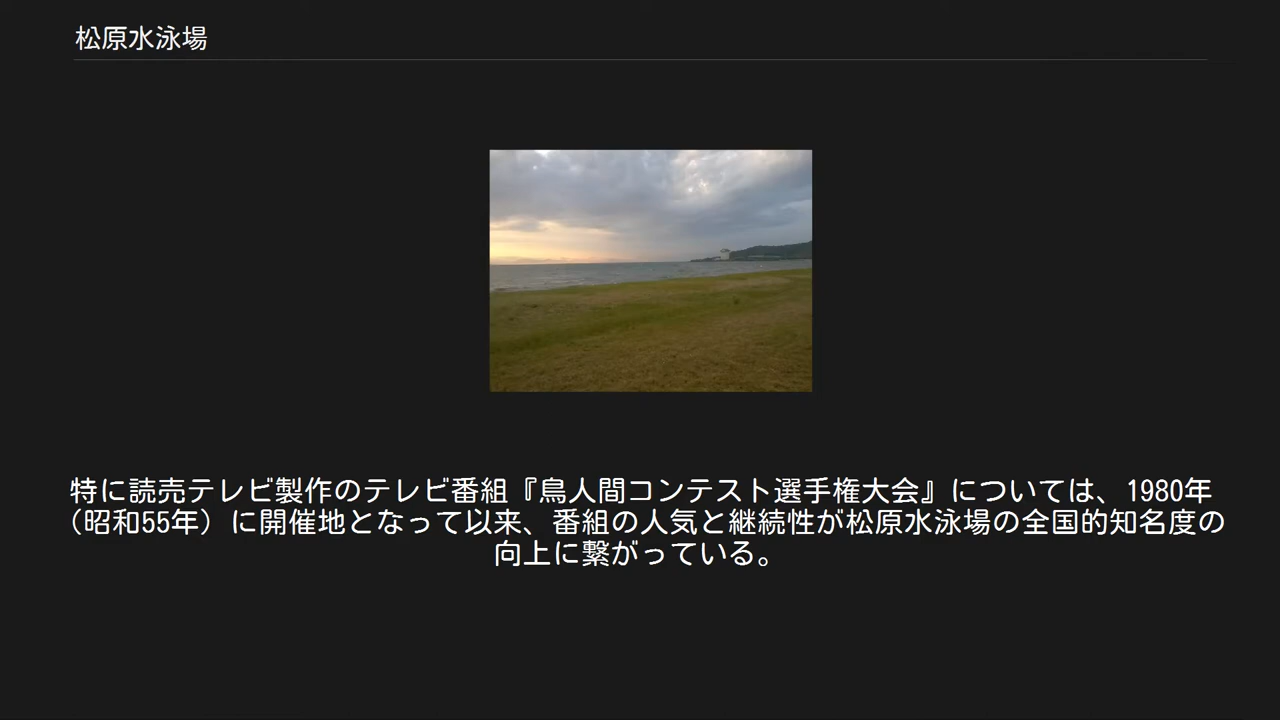 松原水泳場
特に読売テレビ製作のテレビ番組『鳥人間コンテスト選手権大会』については、1980年
（昭和55年）に開催地となって以来、番組の人気と継続性が松原水泳場の全国的知名度の
向上に繋がっている。